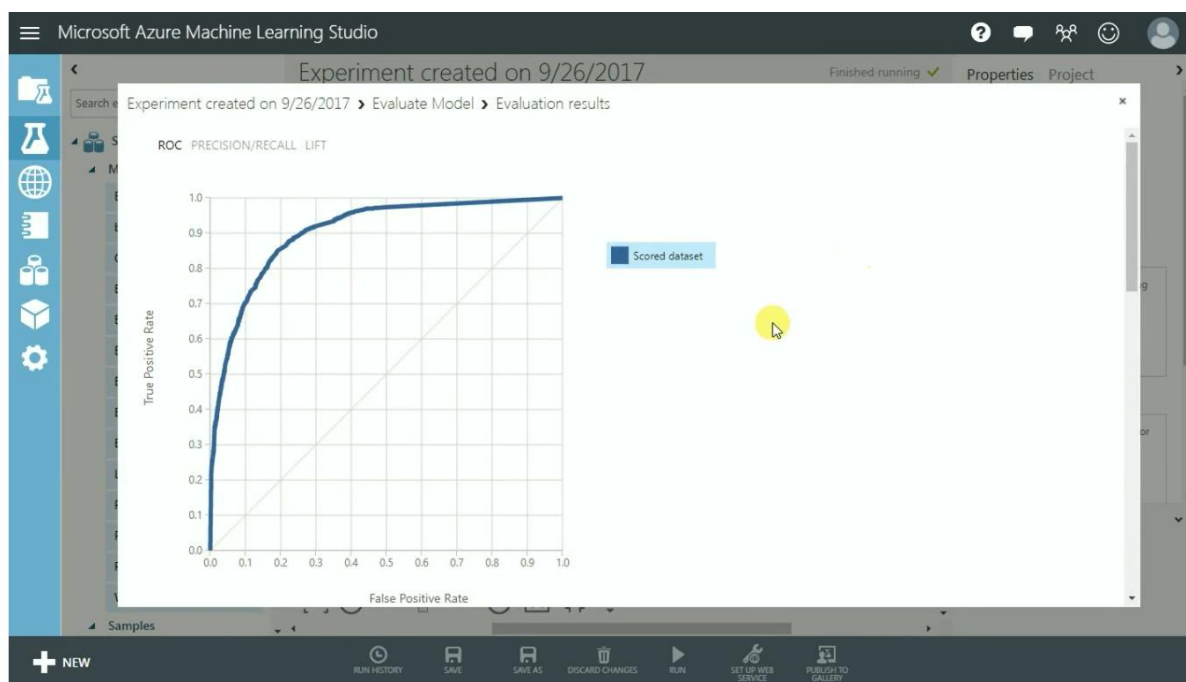 Microsoft Azure Machine Learning Studio
?
Experiment created on 9/26/2017
Finished running
Properties Project
Search e
Experiment created on 9/26/2017 > Evaluate Model > Evaluation results
×
ROC PRECISION/RECALL LIFT
S
M
True Positive Rate
1.0
0.9
0.8
0.7
0.6
0.5
0.4
0.3
0.2
0.1
0.0
0.0 0.1 0.2 0.3 0.4 0.5 0.6 0.7 0.8 0.9 1.0
False Positive Rate
Scored dataset
Samples
NEW
RUN HISTORY
SAVE
SAVE AS
DISCARD CHANGES
RUN
SET UP WEB
SERVICE
PUBLISH TO
GALLERY